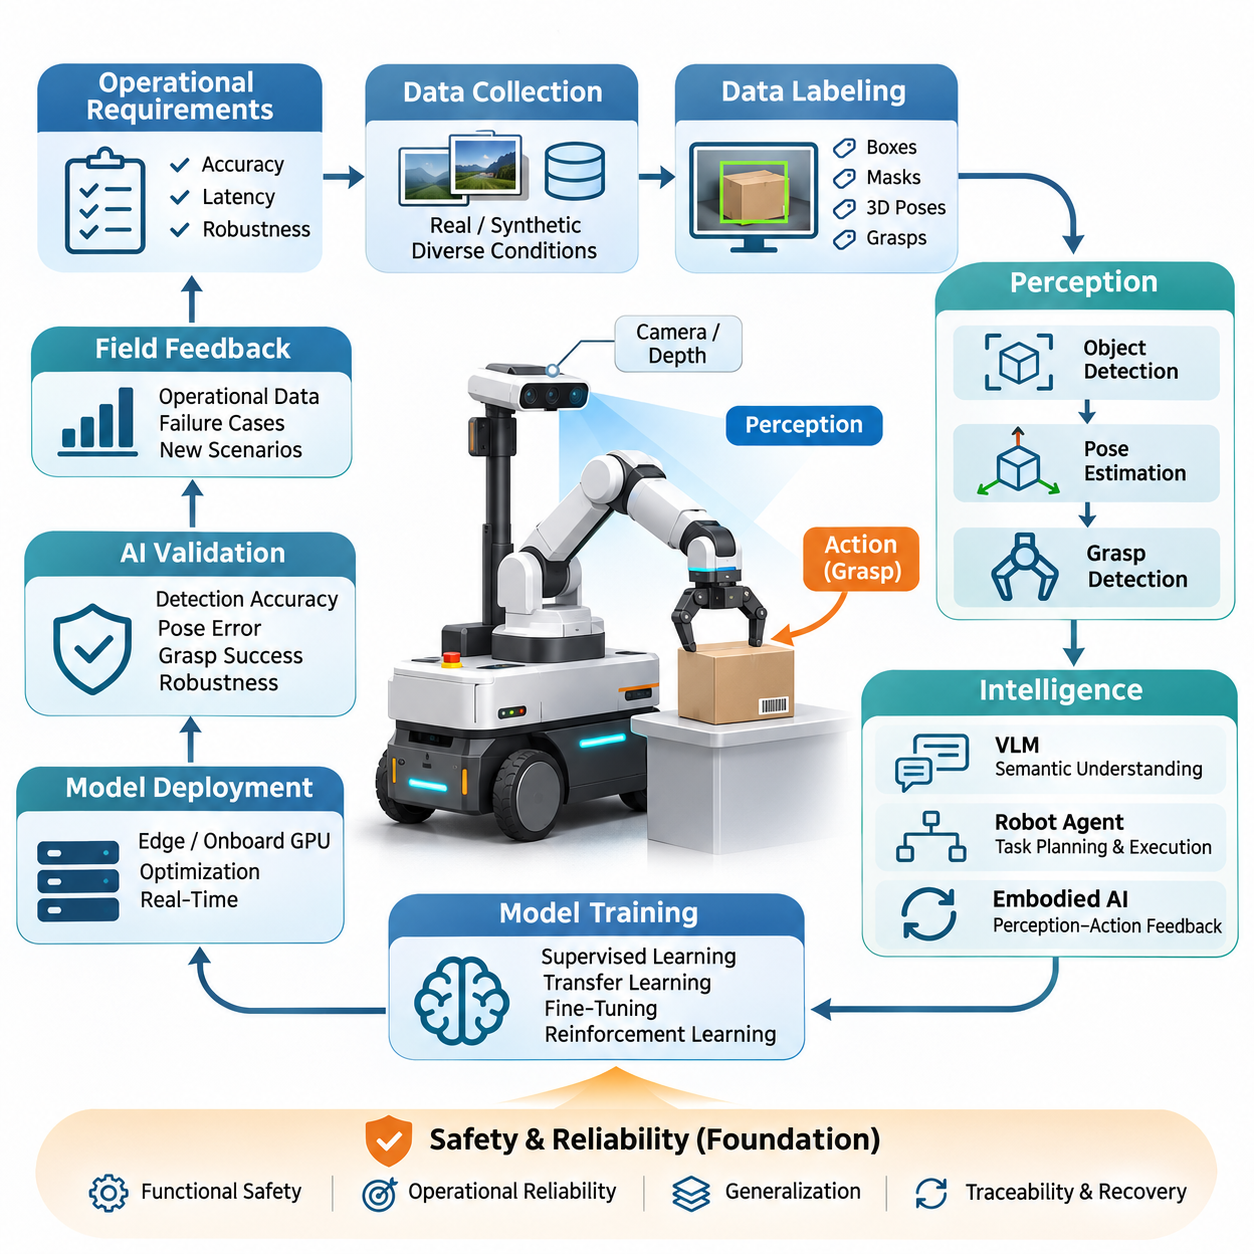 Operational
Requirements
Accuracy
Latency
Robustness
Data Collection
Real / Synthetic
Diverse Conditions
Data Labeling
Boxes
Masks
3D Poses
Grasps
Perception
Object
Detection
Pose
Estimation
Grasp
Detection
Intelligence
VLM
Semantic Understanding
Robot Agent
Task Planning & Execution
Embodied AI
Perception–Action Feedback
Model Training
Supervised Learning
Transfer Learning
Fine-Tuning
Reinforcement Learning
Model Deployment
Edge / Onboard GPU
Optimization
Real-Time
AI Validation
Detection Accuracy
Pose Error
Grasp Success
Robustness
Field Feedback
Operational Data
Failure Cases
New Scenarios
Camera /
Depth
Perception
Action
(Grasp)
Safety & Reliability (Foundation)
Functional Safety
Operational Reliability
Generalization
Traceability & Recovery